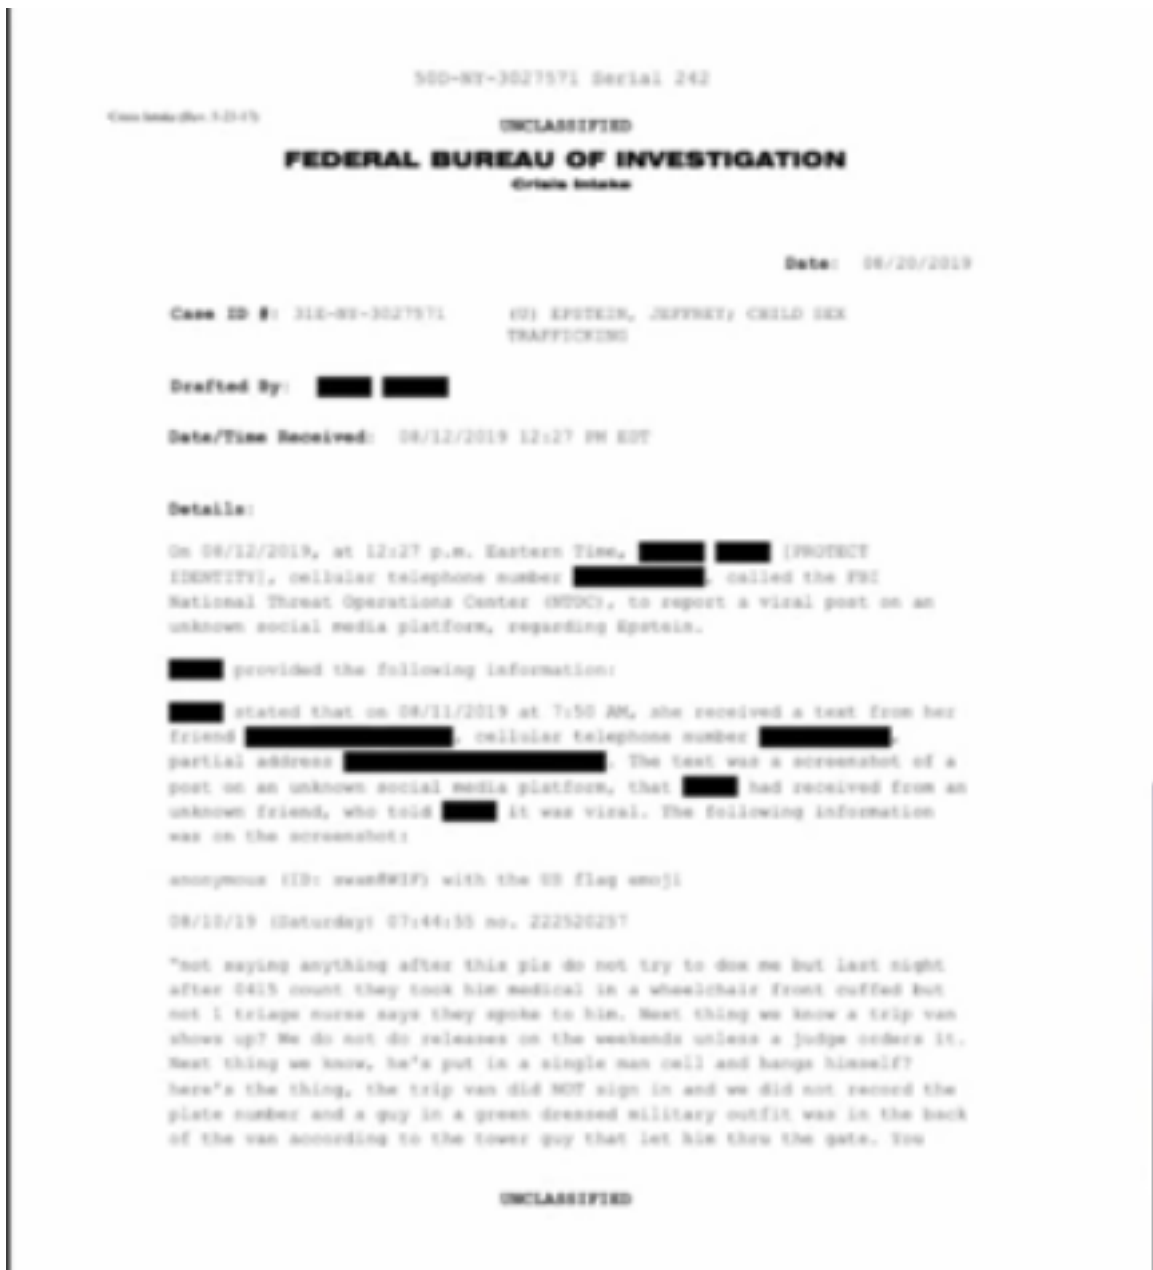 50D-NY-3027571 Serial 262
UNCLASSIFIED
FEDERAL BUREAU OF INVESTIGATION
Crisis Intake
Date: 08/20/2019
Case ID #: 31E-NY-3027571 (U) EPSTEIN, JEFFREY; CHILD SEX
TRAFFICKING
Drafted By:
Date/Time Received: 08/12/2019 12:27 PM EDT
Details:
On 08/12/2019, at 12:27 p.m. Eastern Time, [PROTECT
IDENTITY], cellular telephone number , called the FBI
National Threat Operations Center (NTOC), to report a viral post on an
unknown social media platform, regarding Epstein.
provided the following information:
stated that on 08/11/2019 at 7:50 AM, she received a text from her
friend , cellular telephone number ,
partial address . The text was a screenshot of a
post on an unknown social media platform, that had received from an
unknown friend, who told it was viral. The following information
was on the screenshot:
anonymous (ID: ) with the US flag emoji
08/10/19 (Saturday) 07:44:55 no. 222520257
"not saying anything after this pls do not try to dox me but last night
after 0415 count they took him medical in a wheelchair front cuffed but
not 1 triage nurse says they spoke to him. Next thing we know a trip van
shows up? We do not do releases on the weekends unless a judge orders it.
Next thing we know, he's put in a single man cell and hangs himself?
here's the thing, the trip van did NOT sign in and we did not record the
plate number and a guy in a green dressed military outfit was in the back
of the van according to the tower guy that let him thru the gate. You
UNCLASSIFIED